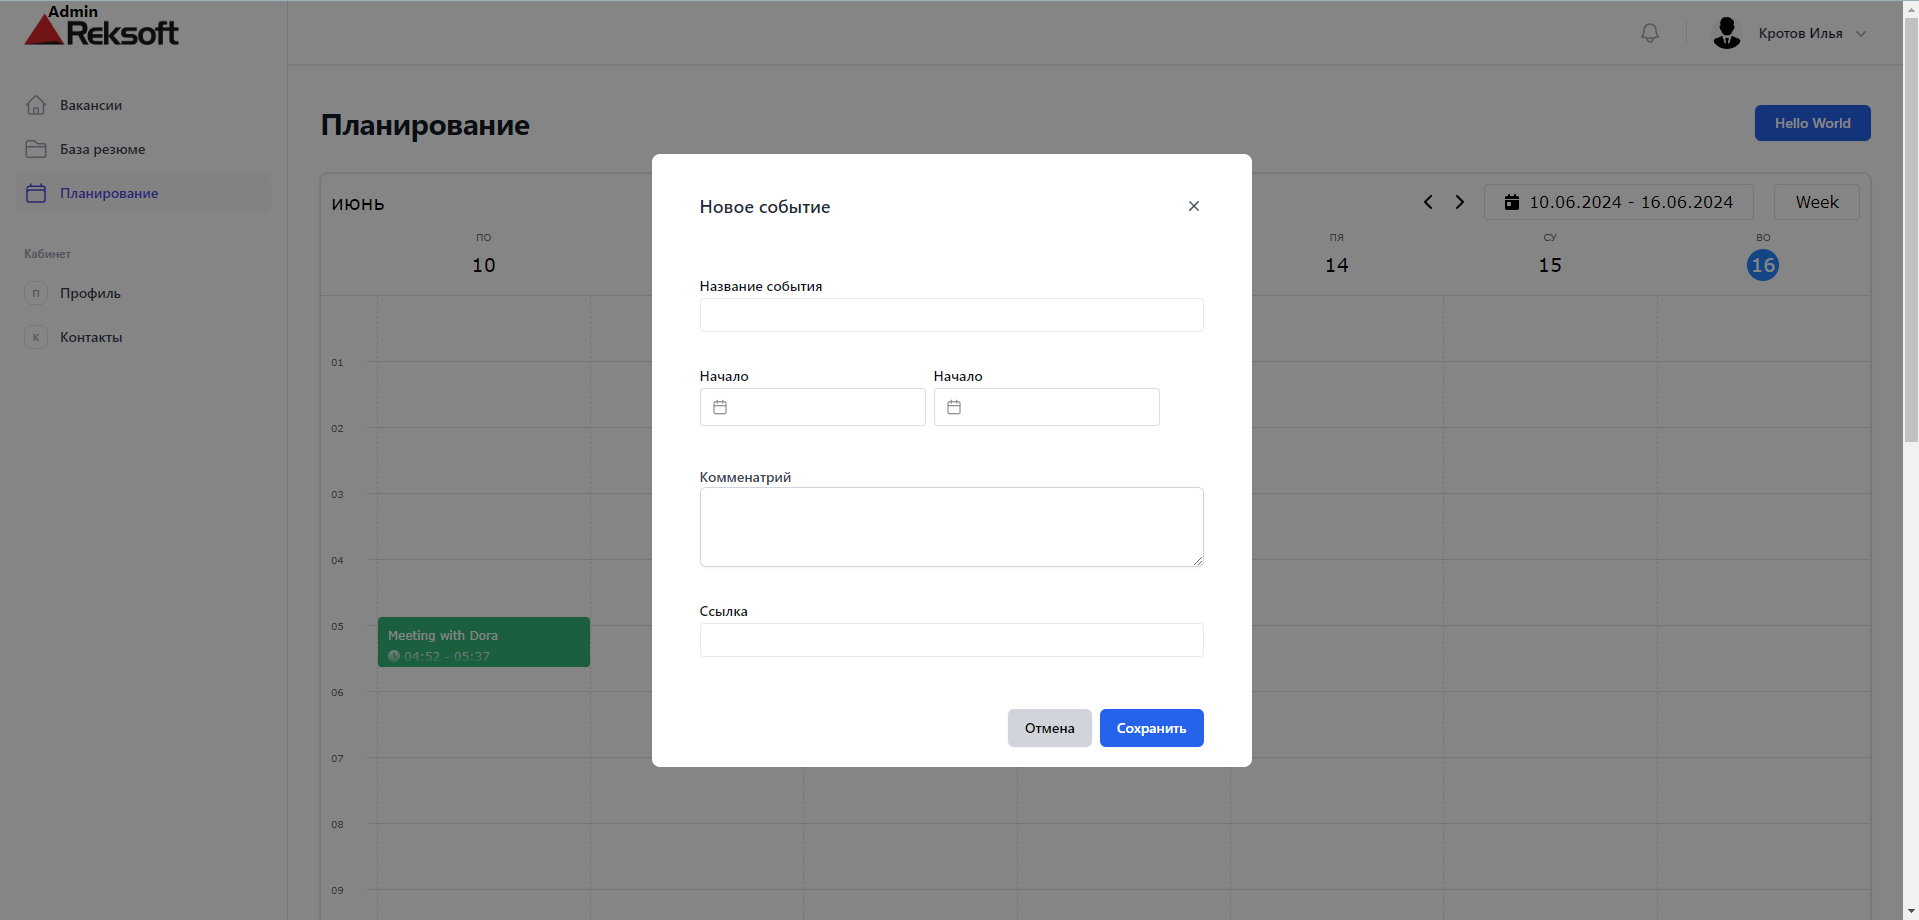 Admin
Reksoft
Кротов Илья
Вакансии
База резюме
Планирование
Кабинет
П Профиль
К Контакты
Планирование
Hello World
ИЮНЬ
10.06.2024 - 16.06.2024
Week
ПО
10
ПЯ
14
СУ
15
ВО
16
01
02
03
04
05
06
07
08
09
Meeting with Dora
04:52 - 05:37
Новое событие
Название события
Начало
Начало
Комменатрий
Ссылка
Отмена
Сохранить